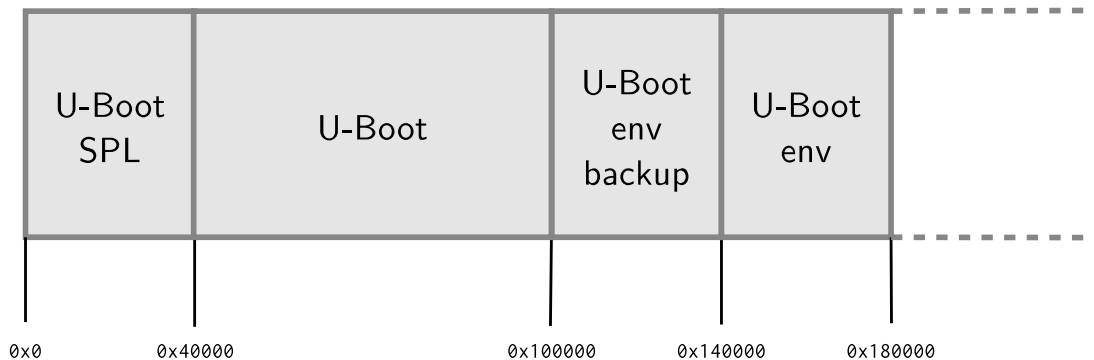 U-Boot
SPL
U-Boot
U-Boot
env
backup
U-Boot
env
0x0
0x40000
0x100000
0x140000
0x180000